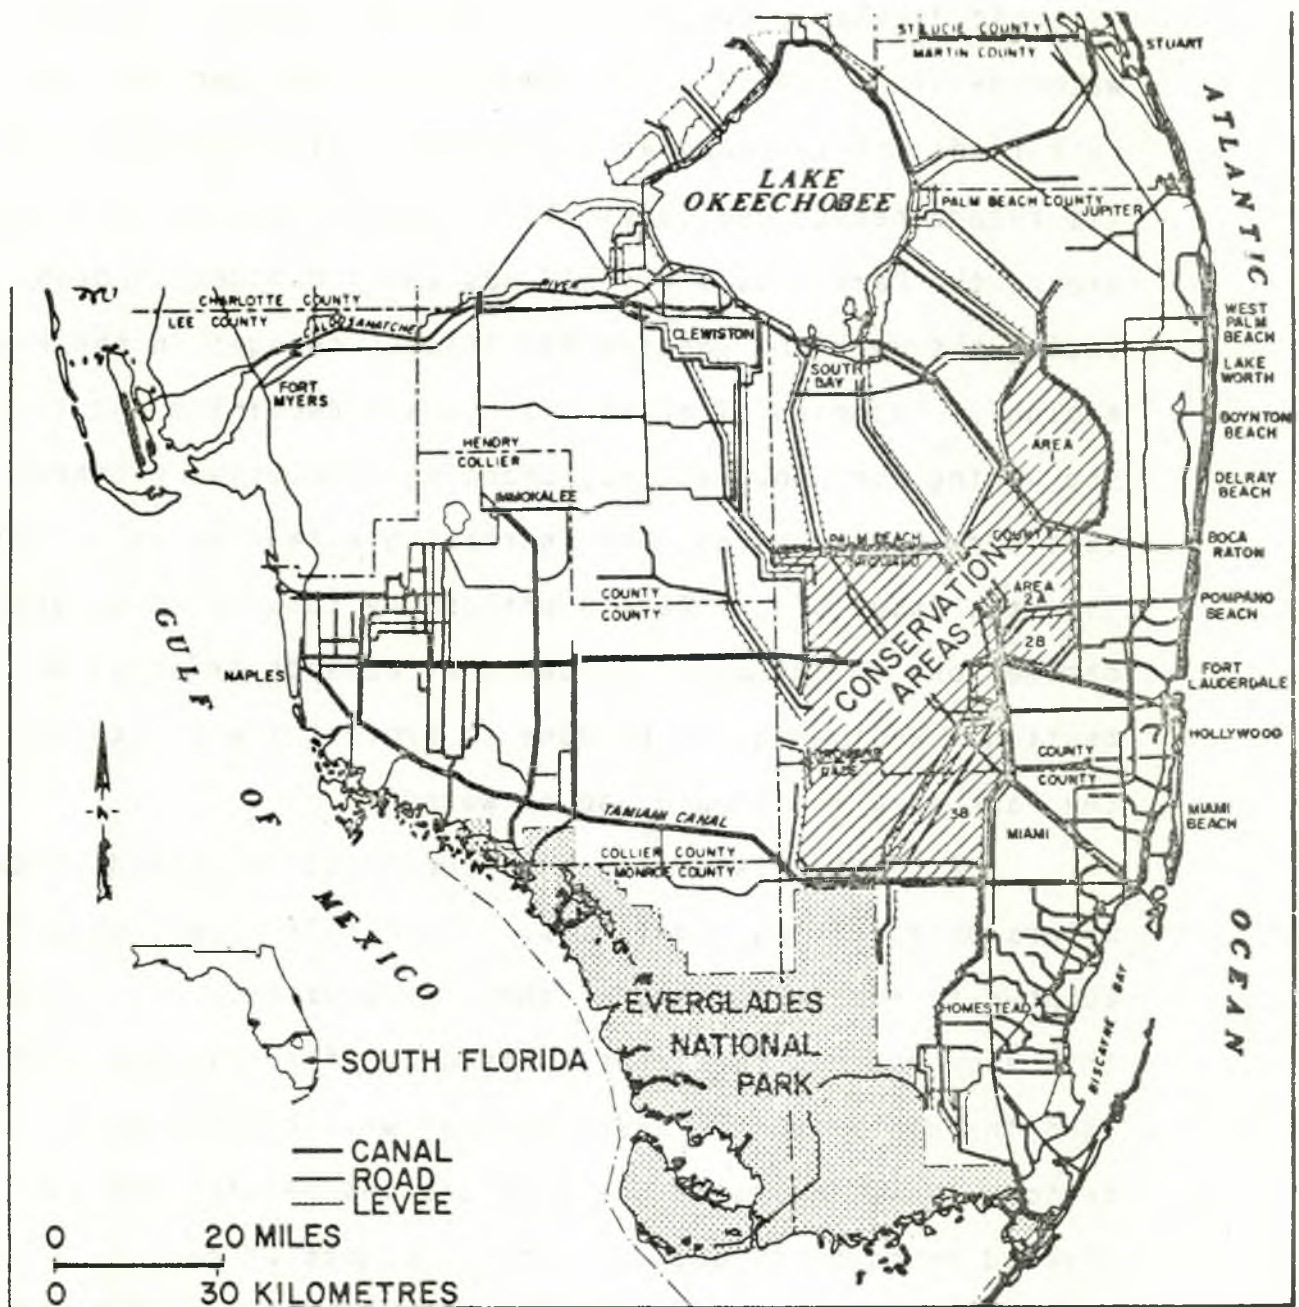 ST. LUCIE COUNTY
MARTIN COUNTY
STUART
ATLANTIC
LAKE
OKEECHOBEE
PALM BEACH COUNTY
JUPITER
RIVER
CHARLOTTE COUNTY
LEE COUNTY
CLEWISTON
WEST
PALM
BEACH
SOUTH
BAY
LAKE
WORTH
FORT
MYERS
BOYNTON
BEACH
AREA
1
HENDRY
COLLIER
DELRAY
BEACH
IMMOKALEE
PALM BEACH COUNTY
BOCA
RATON
COUNTY
COUNTY
AREA
2A
POMPANO
BEACH
CONSERVATION
AREAS
2B
GULF
NAPLES
FORT
LAUDERDALE
HOLLYWOOD
COUNTY
COUNTY
DADE
OF
TAMIAMI CANAL
3B
MIAMI
MIAMI
BEACH
COLLIER COUNTY
MONROE COUNTY
MEXICO
OCEAN
EVERGLADES
NATIONAL
PARK
HOMESTEAD
BISCAYNE BAY
SOUTH FLORIDA
CANAL
ROAD
LEVEE
0 20 MILES
0 30 KILOMETRES